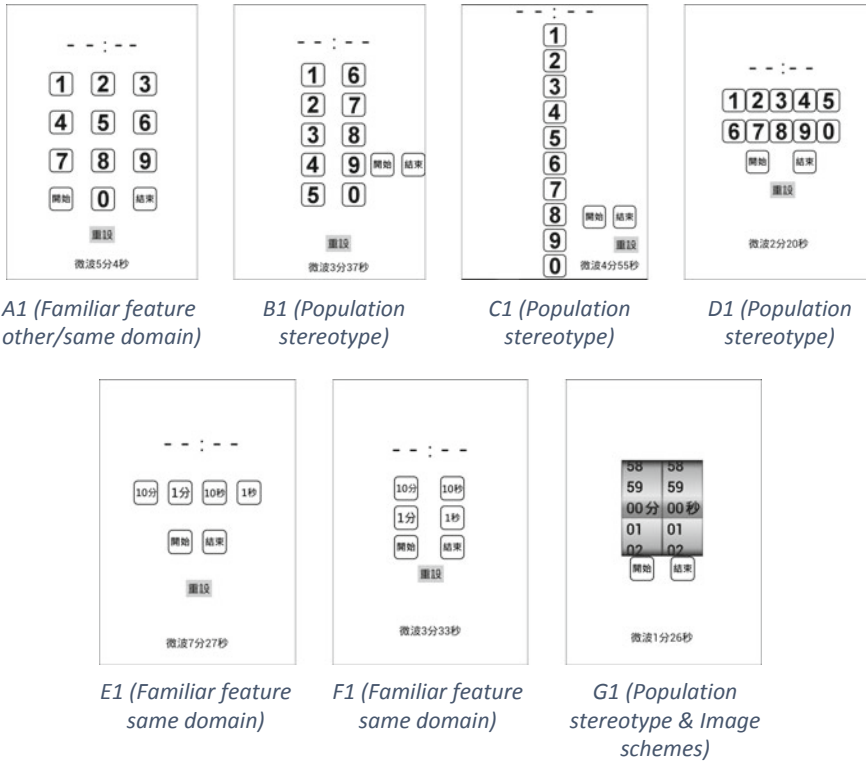 - - : - -
1 2 3
4 5 6
7 8 9
開始 0 結束
重設
微波5分4秒
A1 (Familiar feature
other/same domain)
- - : - -
1 6
2 7
3 8
4 9 開始 結束
5 0
重設
微波3分37秒
B1 (Population
stereotype)
- - : - -
1
2
3
4
5
6
7
8 開始 結束
9 重設
0 微波4分55秒
C1 (Population
stereotype)
- - : - -
1 2 3 4 5
6 7 8 9 0
開始 結束
重設
微波2分20秒
D1 (Population
stereotype)
- - : - -
10分 1分 10秒 1秒
開始 結束
重設
微波7分27秒
E1 (Familiar feature
same domain)
- - : - -
10分 10秒
1分 1秒
開始 結束
重設
微波3分33秒
F1 (Familiar feature
same domain)
58 58
59 59
00分 00秒
01 01
02 02
開始 結束
微波1分26秒
G1 (Population
stereotype & Image
schemes)